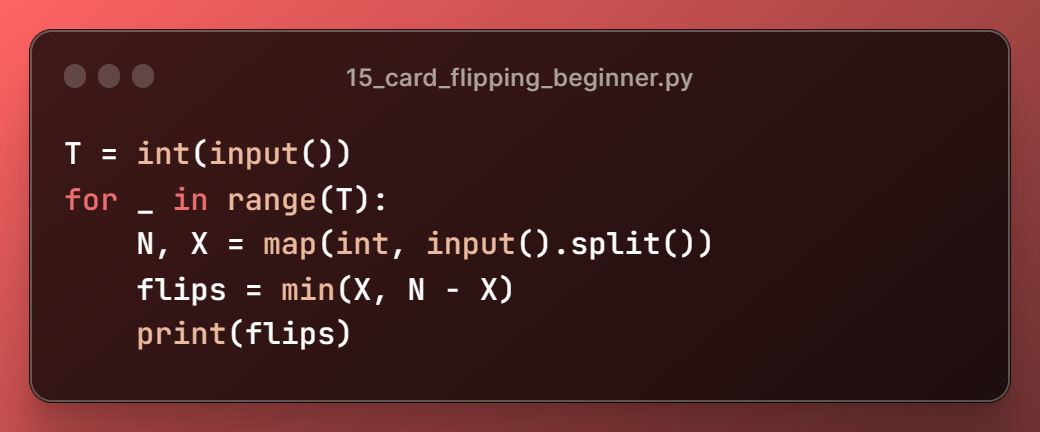 15_card_flipping_beginner.py
T = int(input())
for _ in range(T):
    N, X = map(int, input().split())
    flips = min(X, N - X)
    print(flips)